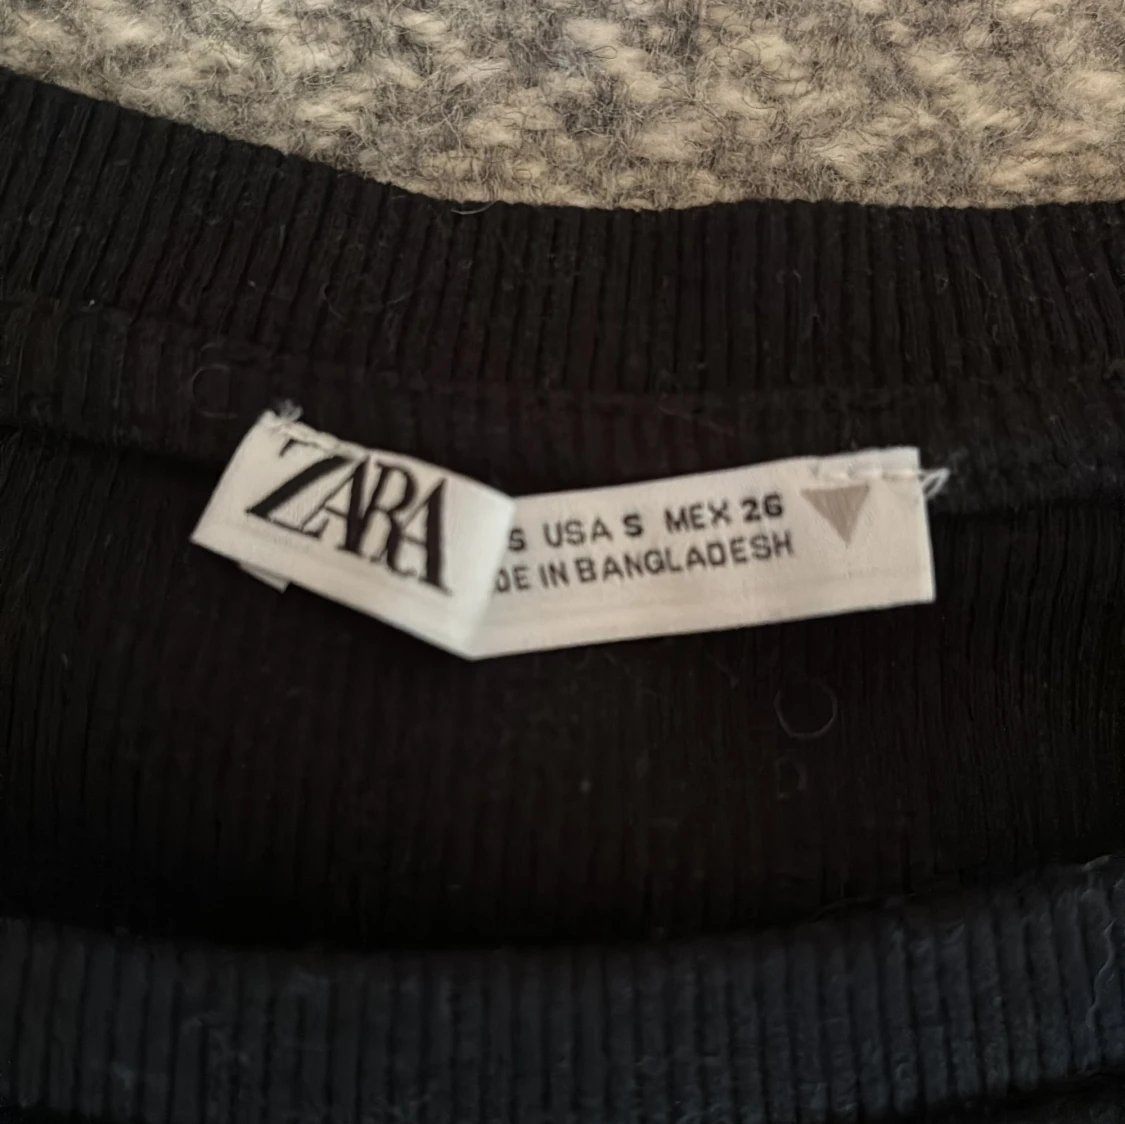 ZARA
S USA S MEX 26
DE IN BANGLADESH